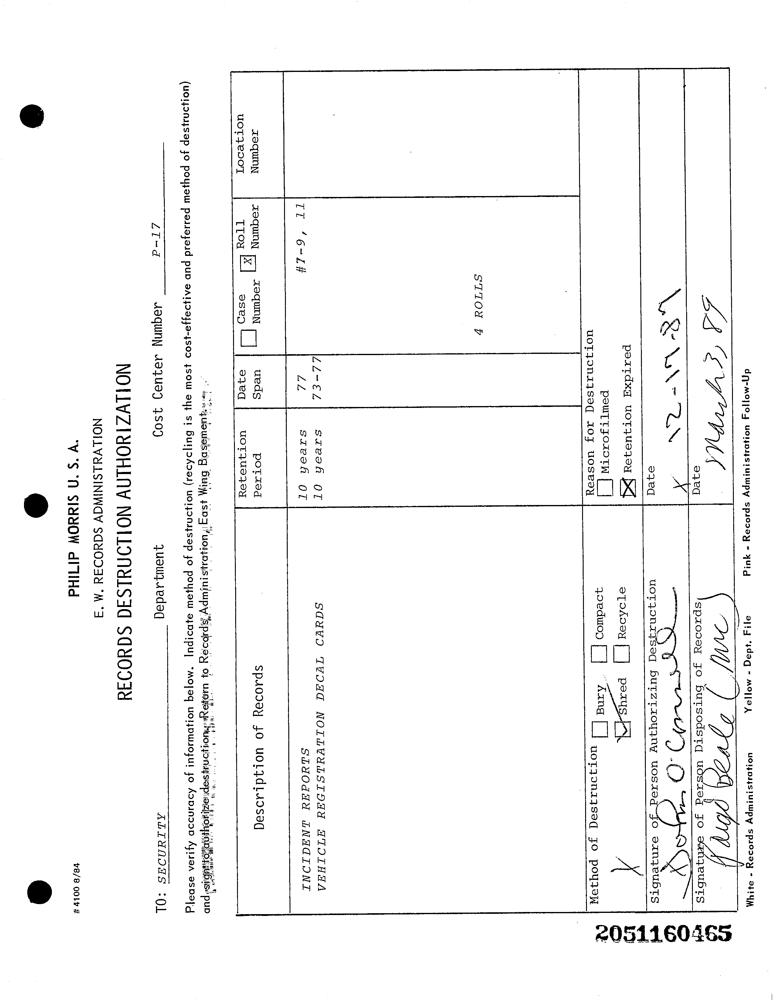 # 4100 8/84
PHILIP MORRIS U. S. A.
E. W. RECORDS ADMINISTRATION
RECORDS DESTRUCTION AUTHORIZATION
TO: SECURITY Department Cost Center Number P-17
Please verify accuracy of information below. Indicate method of destruction (recycling is the most cost-effective and preferred method of destruction)
and sign to authorize destruction. Return to Records Administration, East Wing Basement.
Description of Records Retention Period Date Span Case Number X Roll Number Location Number
INCIDENT REPORTS 10 years 77 #7-9, 11
VEHICLE REGISTRATION DECAL CARDS 10 years 73-77
4 ROLLS
Method of Destruction Bury Compact Reason for Destruction
X Shred Recycle Microfilmed
Retention Expired
Signature of Person Authorizing Destruction Date
John O'Connell X 12-17-87
Signature of Person Disposing of Records Date
Beale (mc) March 3, 89
White - Records Administration Yellow - Dept. File Pink - Records Administration Follow-Up
2051160465